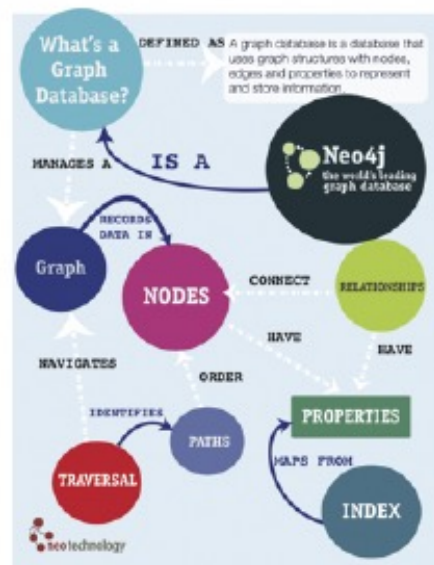 What's a
Graph
Database?
DEFINED AS
A graph database is a database that
uses graph structures with nodes,
edges and properties to represent
and store information
MANAGES A
IS A
Neo4j
the world's leading
graph database
RECORDS
DATA IN
Graph
NODES
CONNECT
RELATIONSHIPS
HAVE
HAVE
NAVIGATES
ORDER
IDENTIFIES
PATHS
PROPERTIES
MAPS FROM
TRAVERSAL
INDEX
neotechnology